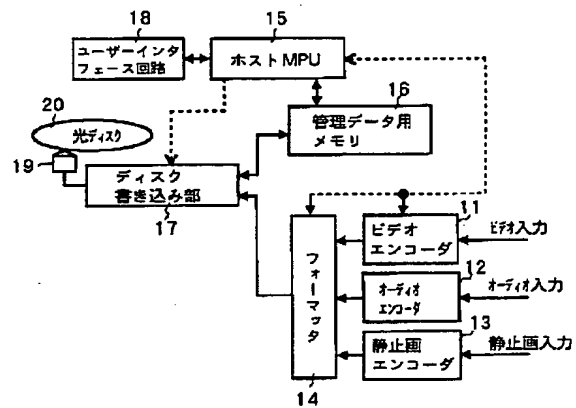 18
15
ユーザーインタ
フェース回路
ホストMPU
16
20
光ディスク
管理データ用
メモリ
19
ディスク
書き込み部
17
11
ビデオ
エンコーダ
ビデオ入力
フォーマッタ
12
オーディオ
エンコーダ
オーディオ入力
13
静止画
エンコーダ
静止画入力
14